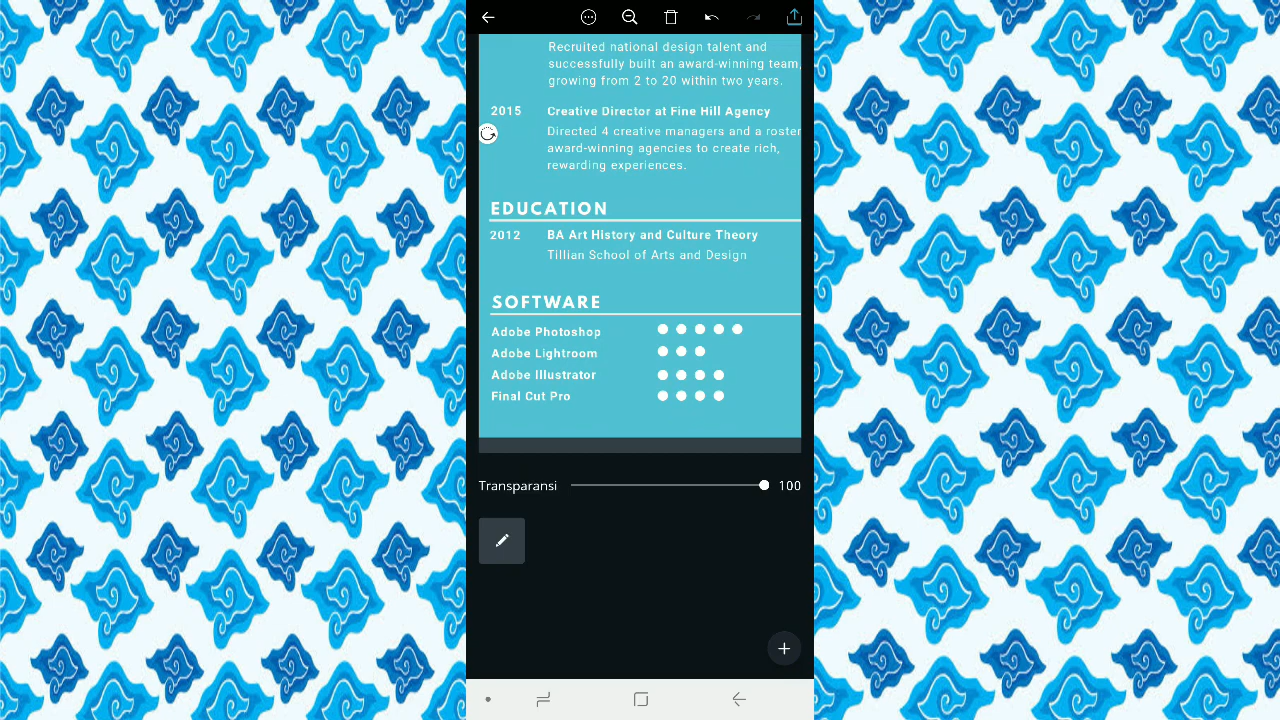 Recruited national design talent and
successfully built an award-winning team,
growing from 2 to 20 within two years.
2015 Creative Director at Fine Hill Agency
Directed 4 creative managers and a roster
award-winning agencies to create rich,
rewarding experiences.
EDUCATION
2012 BA Art History and Culture Theory
Tillian School of Arts and Design
SOFTWARE
Adobe Photoshop
Adobe Lightroom
Adobe Illustrator
Final Cut Pro
Transparansi 100